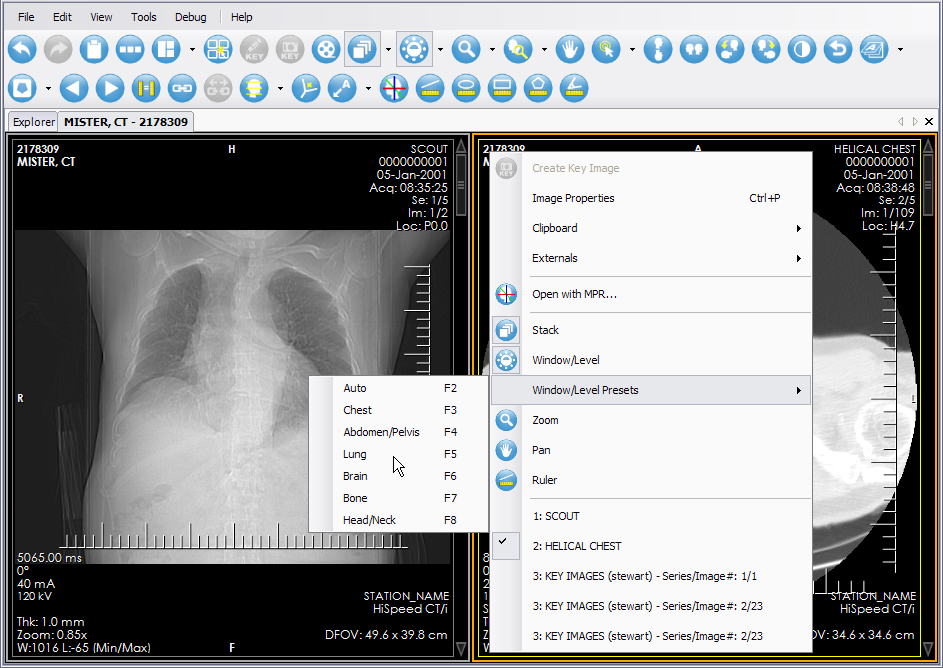 File Edit View Tools Debug Help
KEY KEY
Explorer MISTER, CT - 2178309
2178309 H SCOUT
MISTER, CT 0000000001
05-Jan-2001
Acq: 08:35:25
Se: 1/5
Im: 1/2
Loc: P0.0
R
5065.00 ms
0°
40 mA
120 kV
STATION_NAME
HiSpeed CT/i
Thk: 1.0 mm
Zoom: 0.85x DFOV: 49.6 x 39.8 cm
W:1016 L:-65 (Min/Max) F
2178309 A HELICAL CHEST
0000000001
05-Jan-2001
Acq: 08:38:48
Se: 2/5
Im: 1/109
Loc: H4.7
L
STATION_NAME
HiSpeed CT/i
OV: 34.6 x 34.6 cm
KEY Create Key Image
Image Properties Ctrl+P
Clipboard
Externals
Open with MPR...
Stack
Window/Level
Window/Level Presets
Zoom
Pan
Ruler
1: SCOUT
2: HELICAL CHEST
3: KEY IMAGES (stewart) - Series/Image#: 1/1
3: KEY IMAGES (stewart) - Series/Image#: 2/23
3: KEY IMAGES (stewart) - Series/Image#: 2/23
Auto F2
Chest F3
Abdomen/Pelvis F4
Lung F5
Brain F6
Bone F7
Head/Neck F8